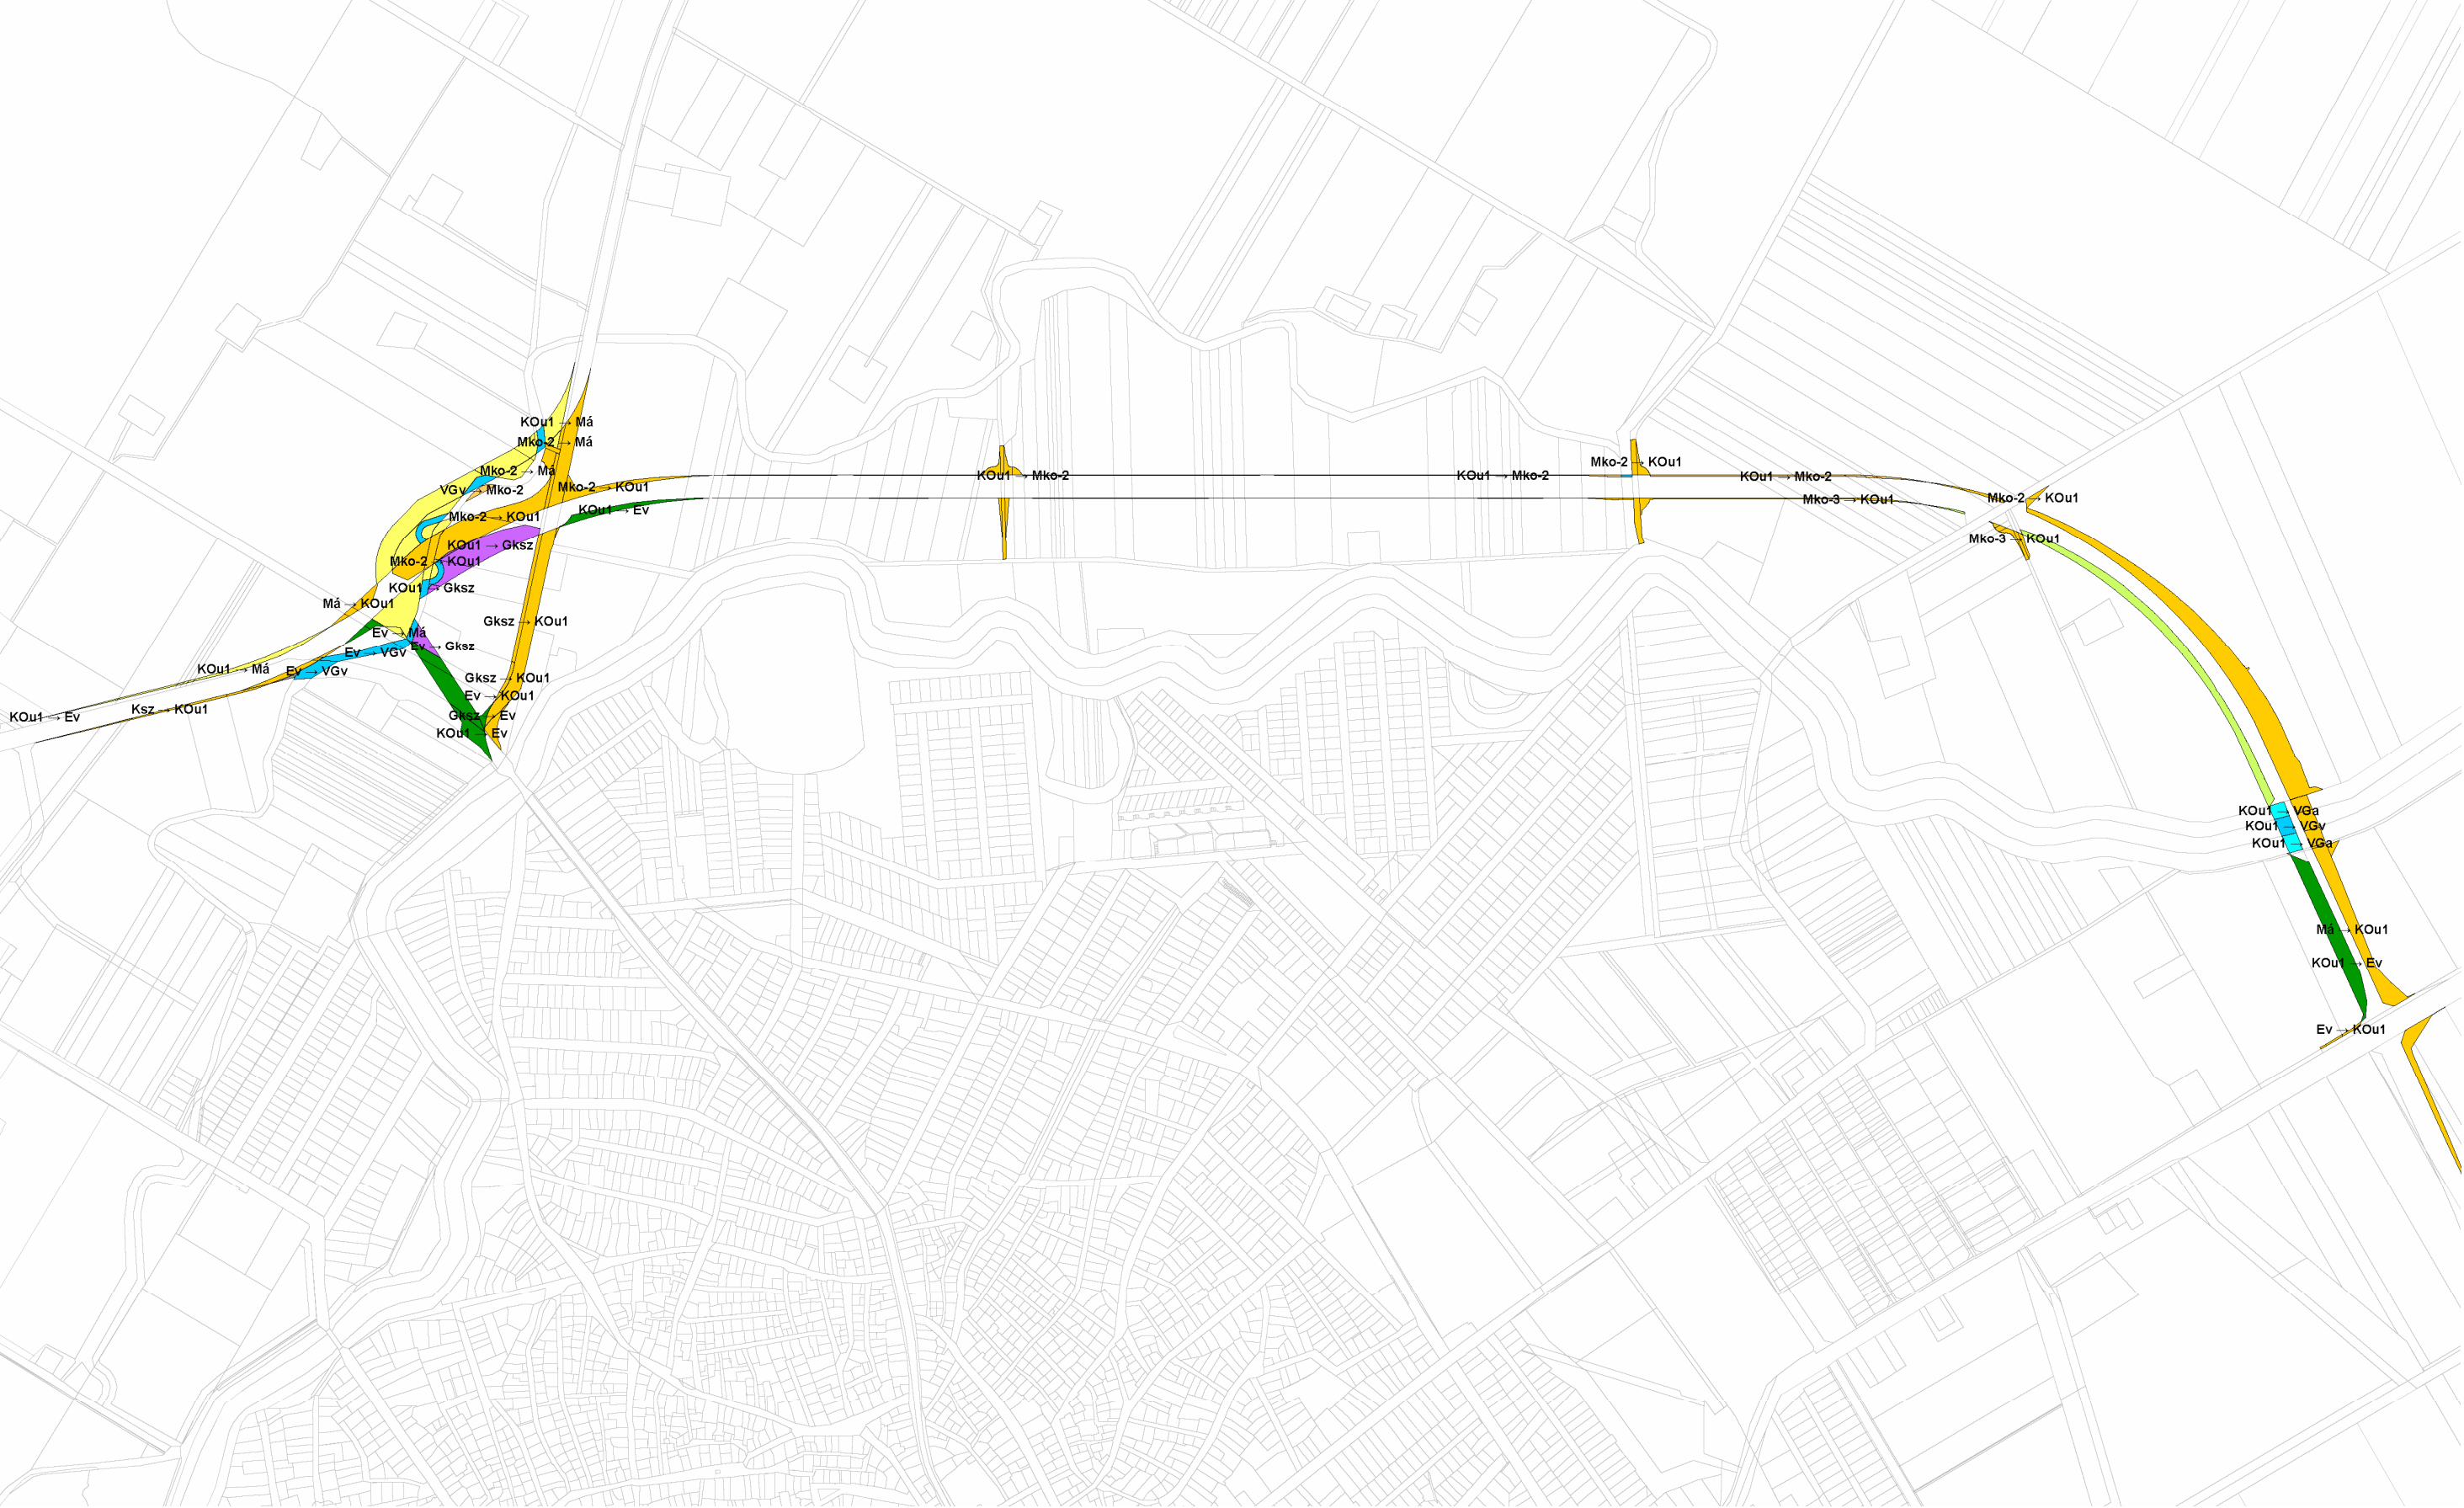 KOu1 → Má
Mko-2 → Má
Mko-2 → Má
VGv → Mko-2
Mko-2 → KOu1
KOu1 → Ev
Mko-2 → KOu1
KOu1 → Gksz
Mko-2 → KOu1
KOu1 → Gksz
Má → KOu1
Ev → Má
Ev → Gksz
Ev → VGv
Ev → VGv
KOu1 → Má
Ksz → KOu1
KOu1 → Ev
Gksz → KOu1
Gksz → KOu1
Ev → KOu1
Gksz → Ev
KOu1 → Ev
KOu1 → Mko-2
KOu1 → Mko-2
Mko-2 → KOu1
KOu1 → Mko-2
Mko-3 → KOu1
Mko-2 → KOu1
Mko-3 → KOu1
KOu1 → VGa
KOu1 → VGv
KOu1 → VGa
Má → KOu1
KOu1 → Ev
Ev → KOu1